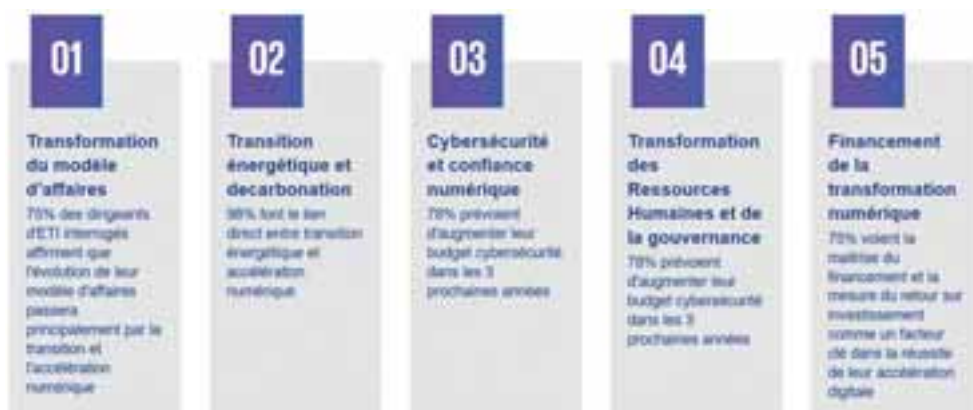 01
Transformation
du modèle
d'affaires
75% des dirigeants
d'ETI interrogés
affirment que
l'évolution de leur
modèle d'affaires
passera
principalement par la
transition et
l'accélération
numérique
02
Transition
énergétique et
decarbonation
98% font le lien
direct entre transition
énergétique et
accélération
numérique
03
Cybersécurité
et confiance
numérique
78% prévoient
d'augmenter leur
budget cybersécurité
dans les 3
prochaines années
04
Transformation
des
Ressources
Humaines et de
la gouvernance
78% prévoient
d'augmenter leur
budget cybersécurité
dans les 3
prochaines années
05
Financement
de la
transformation
numérique
75% voient la
maitrise du
financement et la
mesure du retour sur
investissement
comme un facteur
clé dans la réussite
de leur accélération
digitale